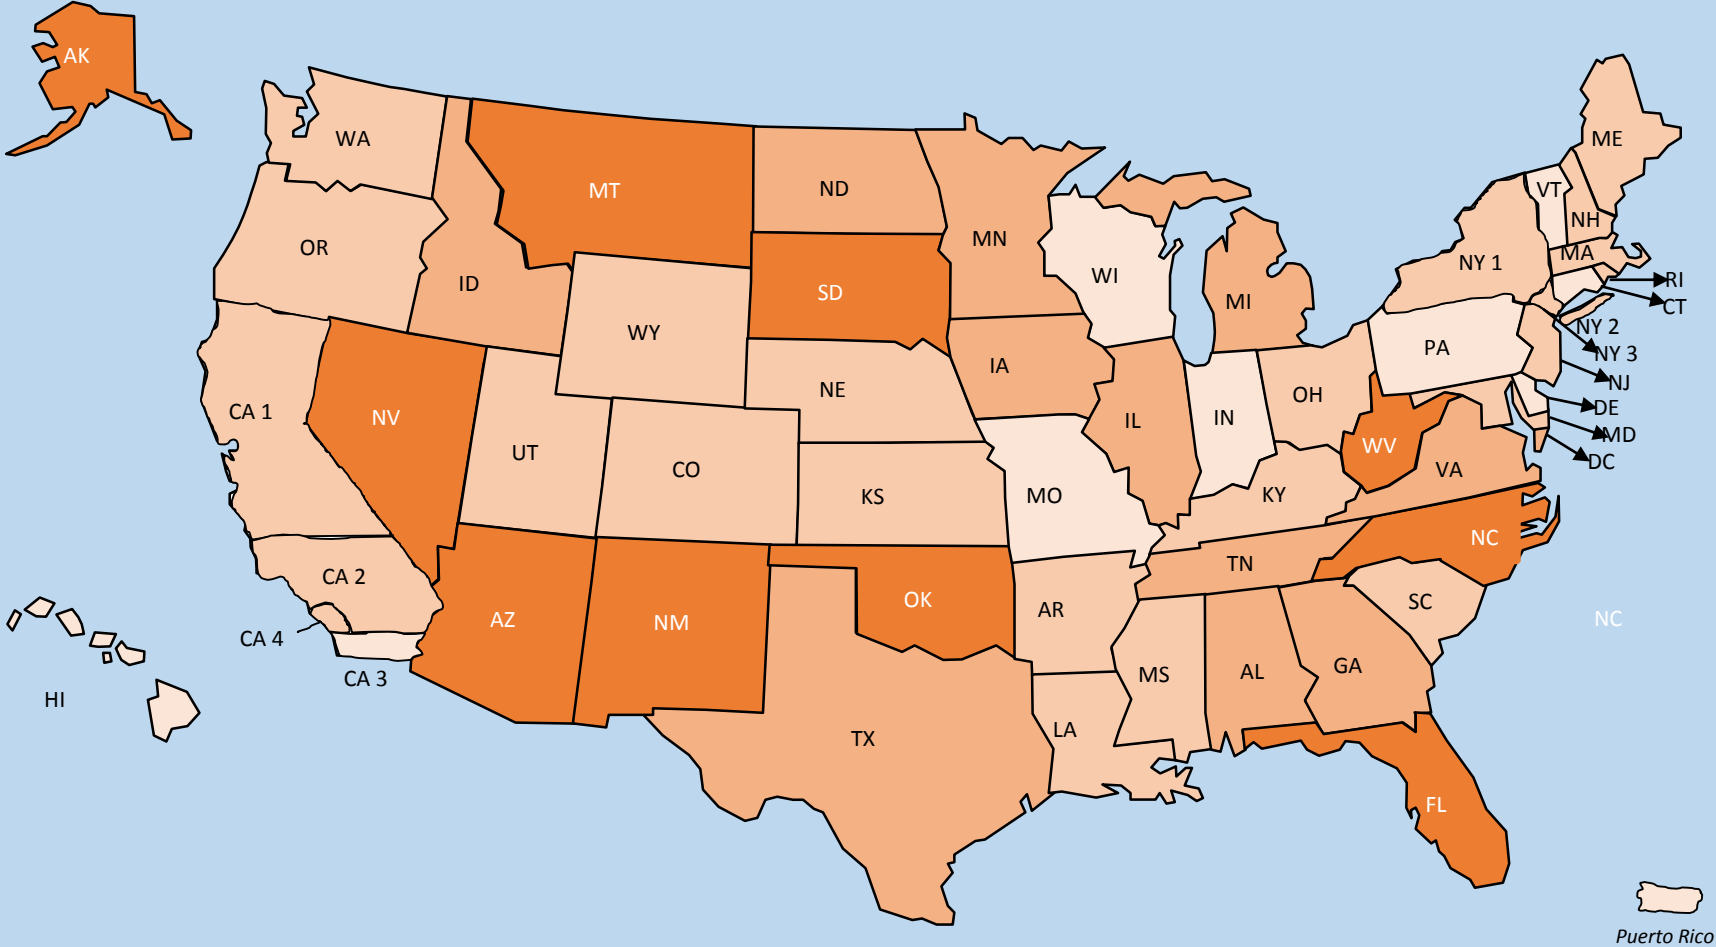 AK
WA
MT
ND
MN
ME
VT
NH
OR
ID
SD
WI
MI
NY 1
MA
RI
CT
WY
IA
PA
NY 2
NY 3
NJ
NE
OH
DE
CA 1
NV
UT
CO
IL
IN
WV
MD
DC
VA
KS
MO
KY
NC
TN
CA 2
AZ
NM
OK
AR
SC
NC
CA 4
CA 3
MS
AL
GA
HI
TX
LA
FL
Puerto Rico